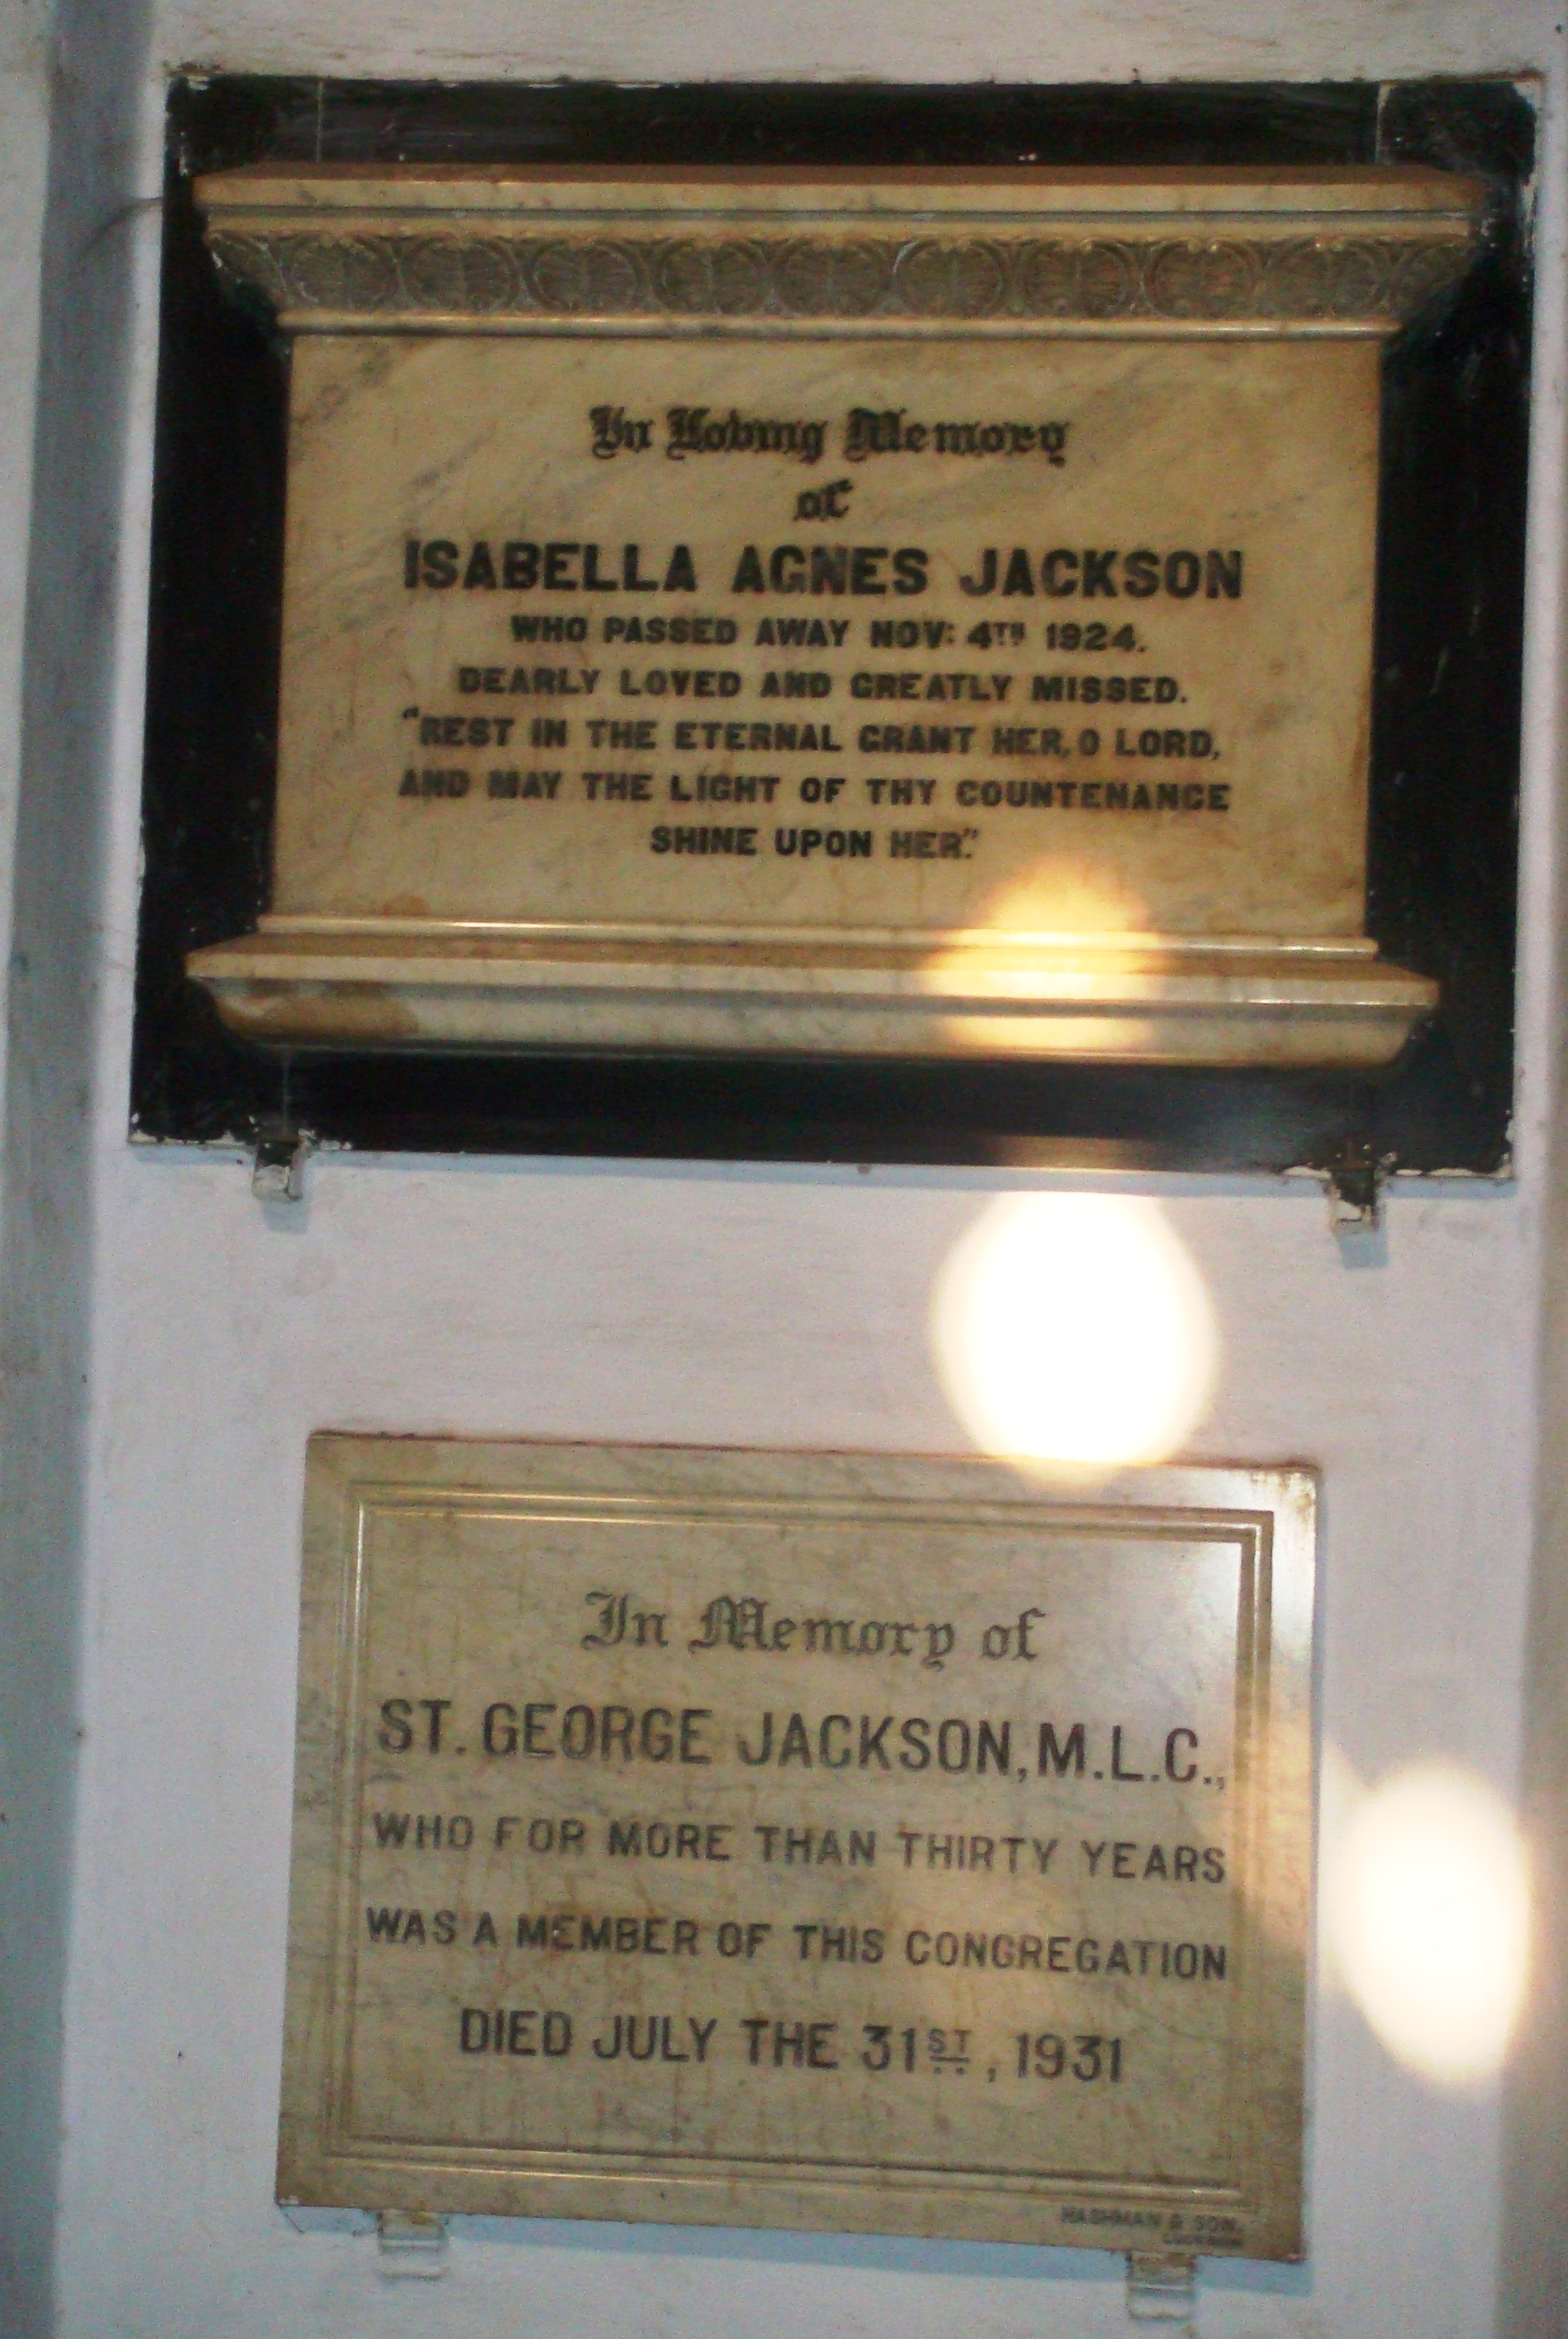 In Loving Memory
of
ISABELLA AGNES JACKSON
WHO PASSED AWAY NOV: 4TH 1924.
DEARLY LOVED AND GREATLY MISSED.
"REST IN THE ETERNAL GRANT HER, O LORD,
AND MAY THE LIGHT OF THY COUNTENANCE
SHINE UPON HER."
In Memory of
ST. GEORGE JACKSON, M.L.C.,
WHO FOR MORE THAN THIRTY YEARS
WAS A MEMBER OF THIS CONGREGATION
DIED JULY THE 31ST, 1931
& SON.